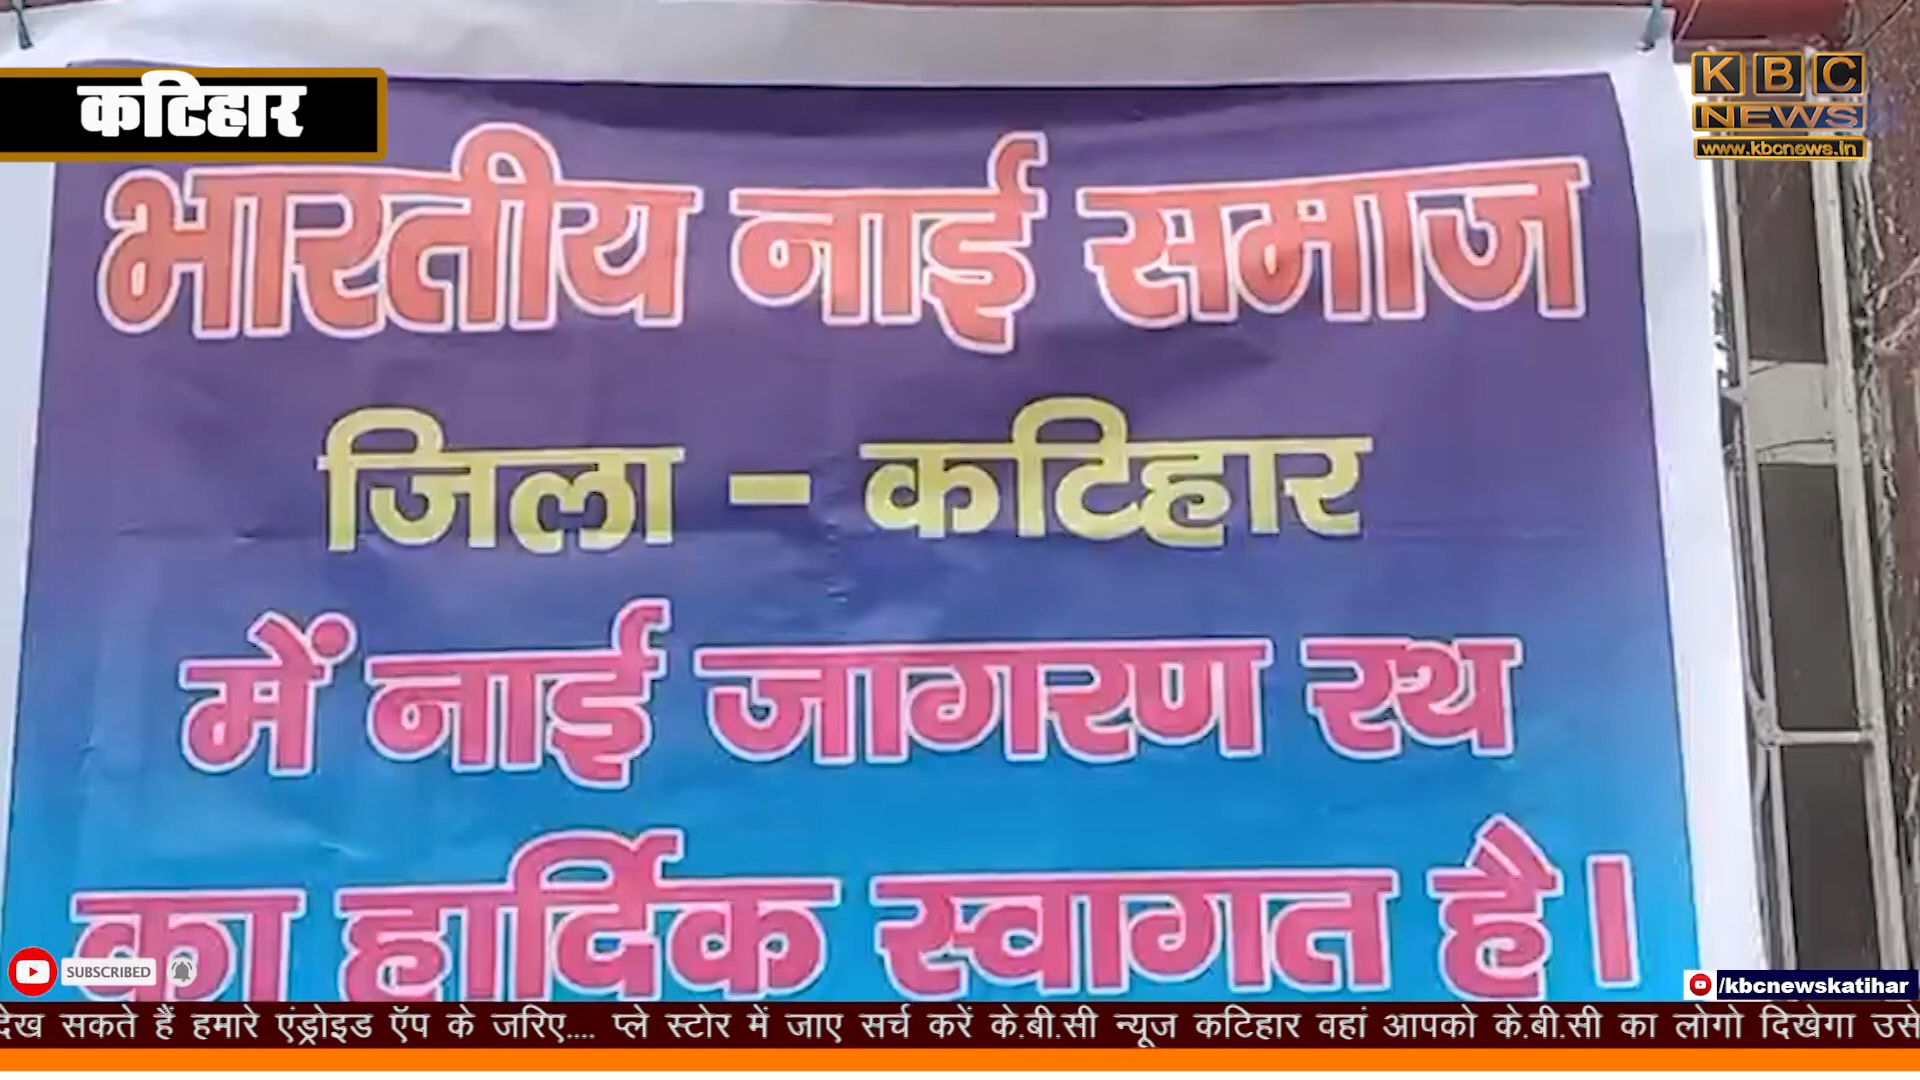 कटिहार
KBC
NEWS
www.kbcnews.in
भारतीय नाई समाज
जिला - कटिहार
में नाई जागरण रथ
का हार्दिक स्वागत है।
SUBSCRIBED
/kbcnewskatihar
देख सकते हैं हमारे एंड्रोइड ऍप के जरिए.... प्ले स्टोर में जाए सर्च करें के.बी.सी न्यूज कटिहार वहां आपको के.बी.सी का लोगो दिखेगा उसे